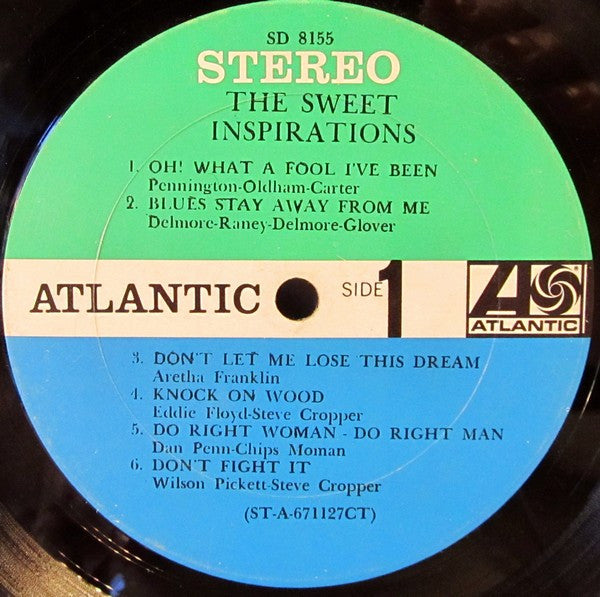 SD 8155
STEREO
THE SWEET
INSPIRATIONS
1. OH! WHAT A FOOL I'VE BEEN
Pennington-Oldham-Carter
2. BLUES STAY AWAY FROM ME
Delmore-Raney-Delmore-Glover
ATLANTIC
SIDE 1
ATLANTIC
3. DON'T LET ME LOSE THIS DREAM
Aretha Franklin
4. KNOCK ON WOOD
Eddie Floyd-Steve Cropper
5. DO RIGHT WOMAN - DO RIGHT MAN
Dan Penn-Chips Moman
6. DON'T FIGHT IT
Wilson Pickett-Steve Cropper
(ST-A-671127CT)